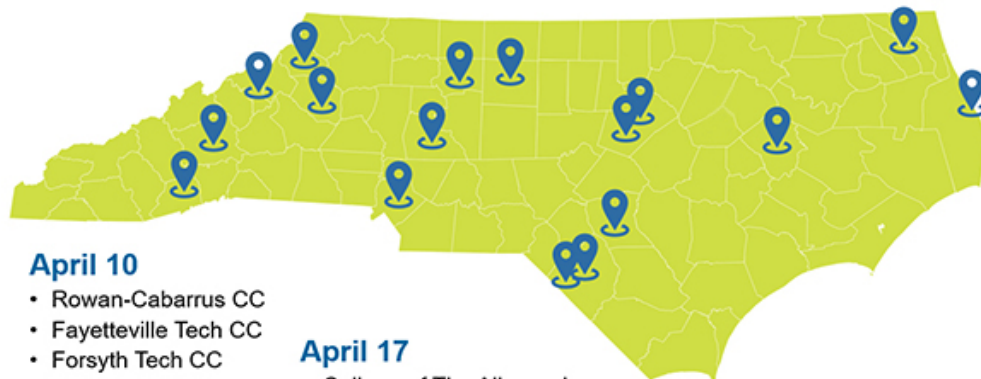 April 10
• Rowan-Cabarrus CC
• Fayetteville Tech CC
• Forsyth Tech CC
April 17